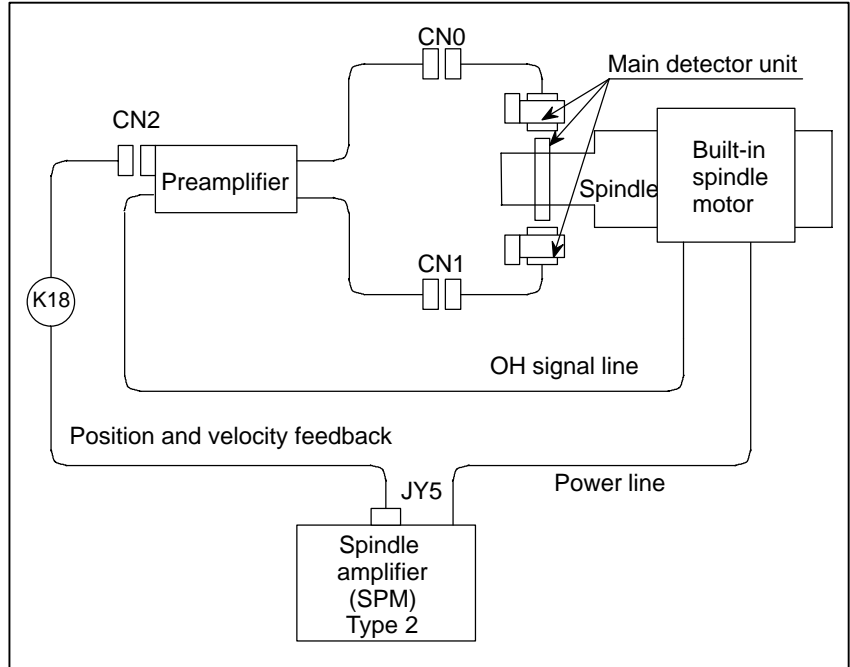 CN0
Main detector unit
CN2
Preamplifier
Built-in
spindle
motor
Spindle
CN1
K18
OH signal line
Position and velocity feedback
JY5
Power line
Spindle
amplifier
(SPM)
Type 2